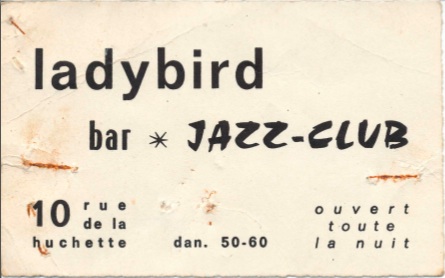 ladybird
bar * JAZZ-CLUB
10 rue
de la
huchette
dan. 50-60
ouvert
toute
la nuit